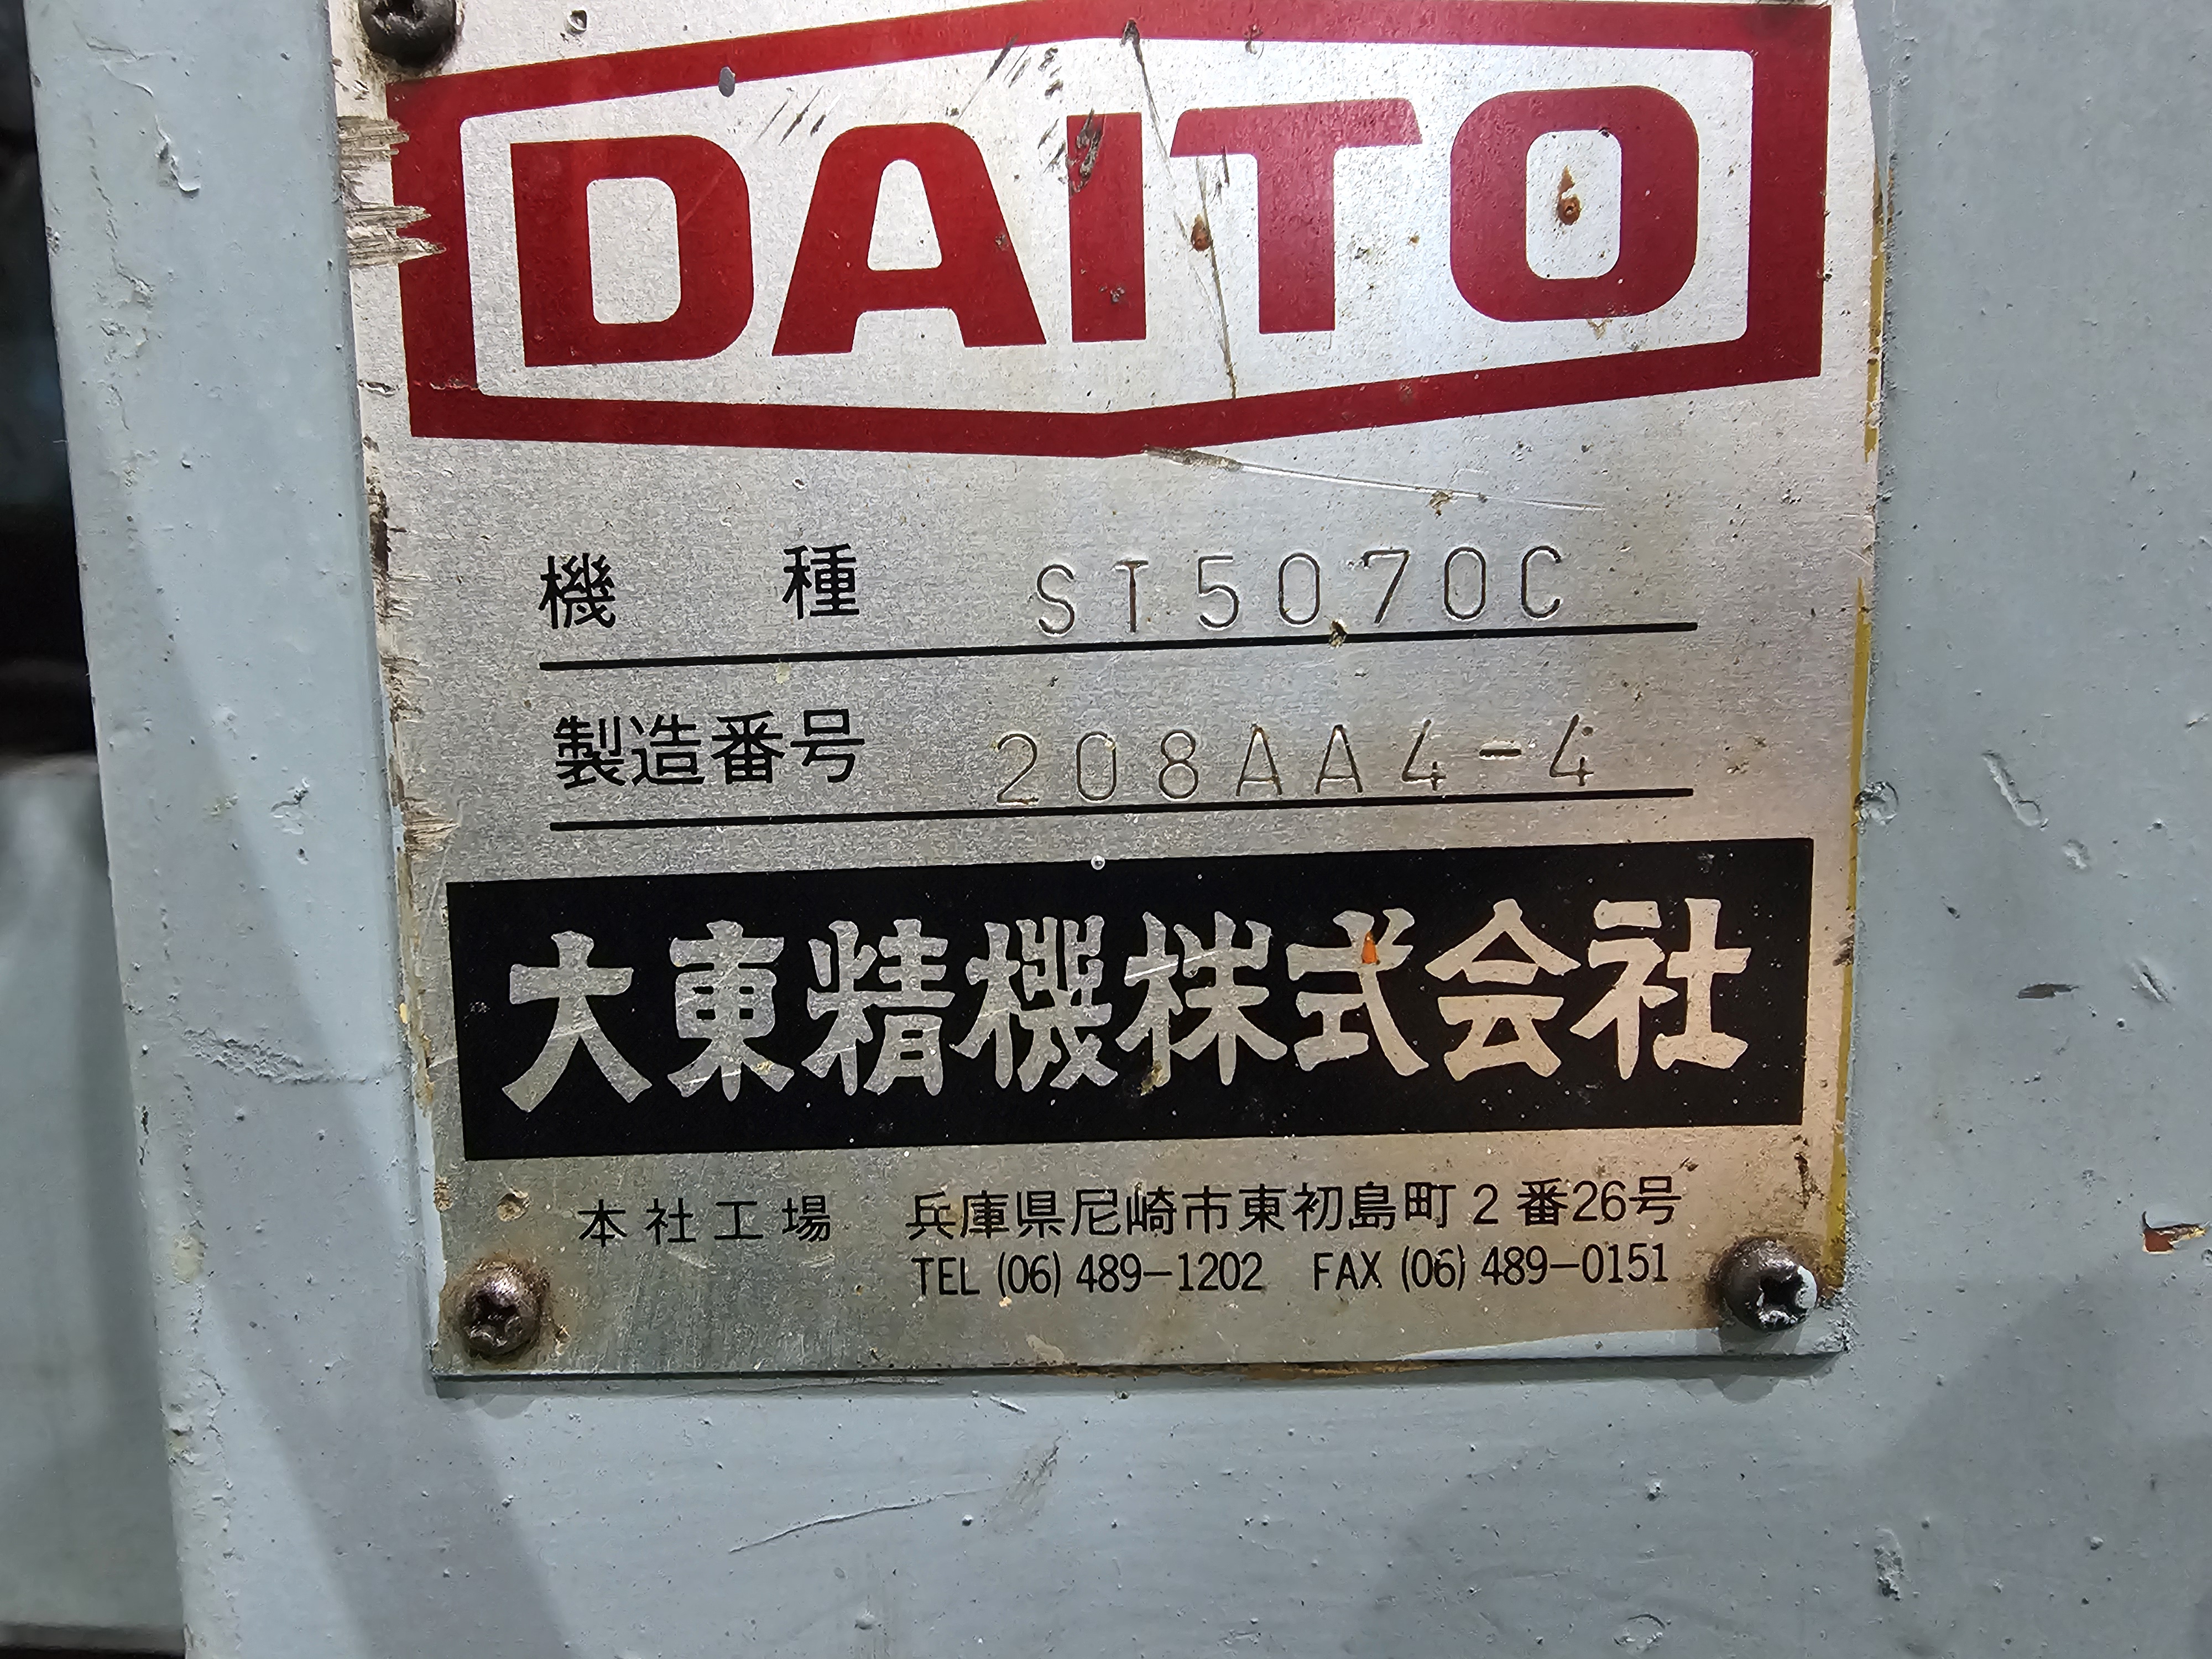 DAITO
機種 ST5070C
製造番号 208AA4-4
大東精機株式会社
本社工場 兵庫県尼崎市東初島町2番26号
TEL (06) 489-1202 FAX (06) 489-0151